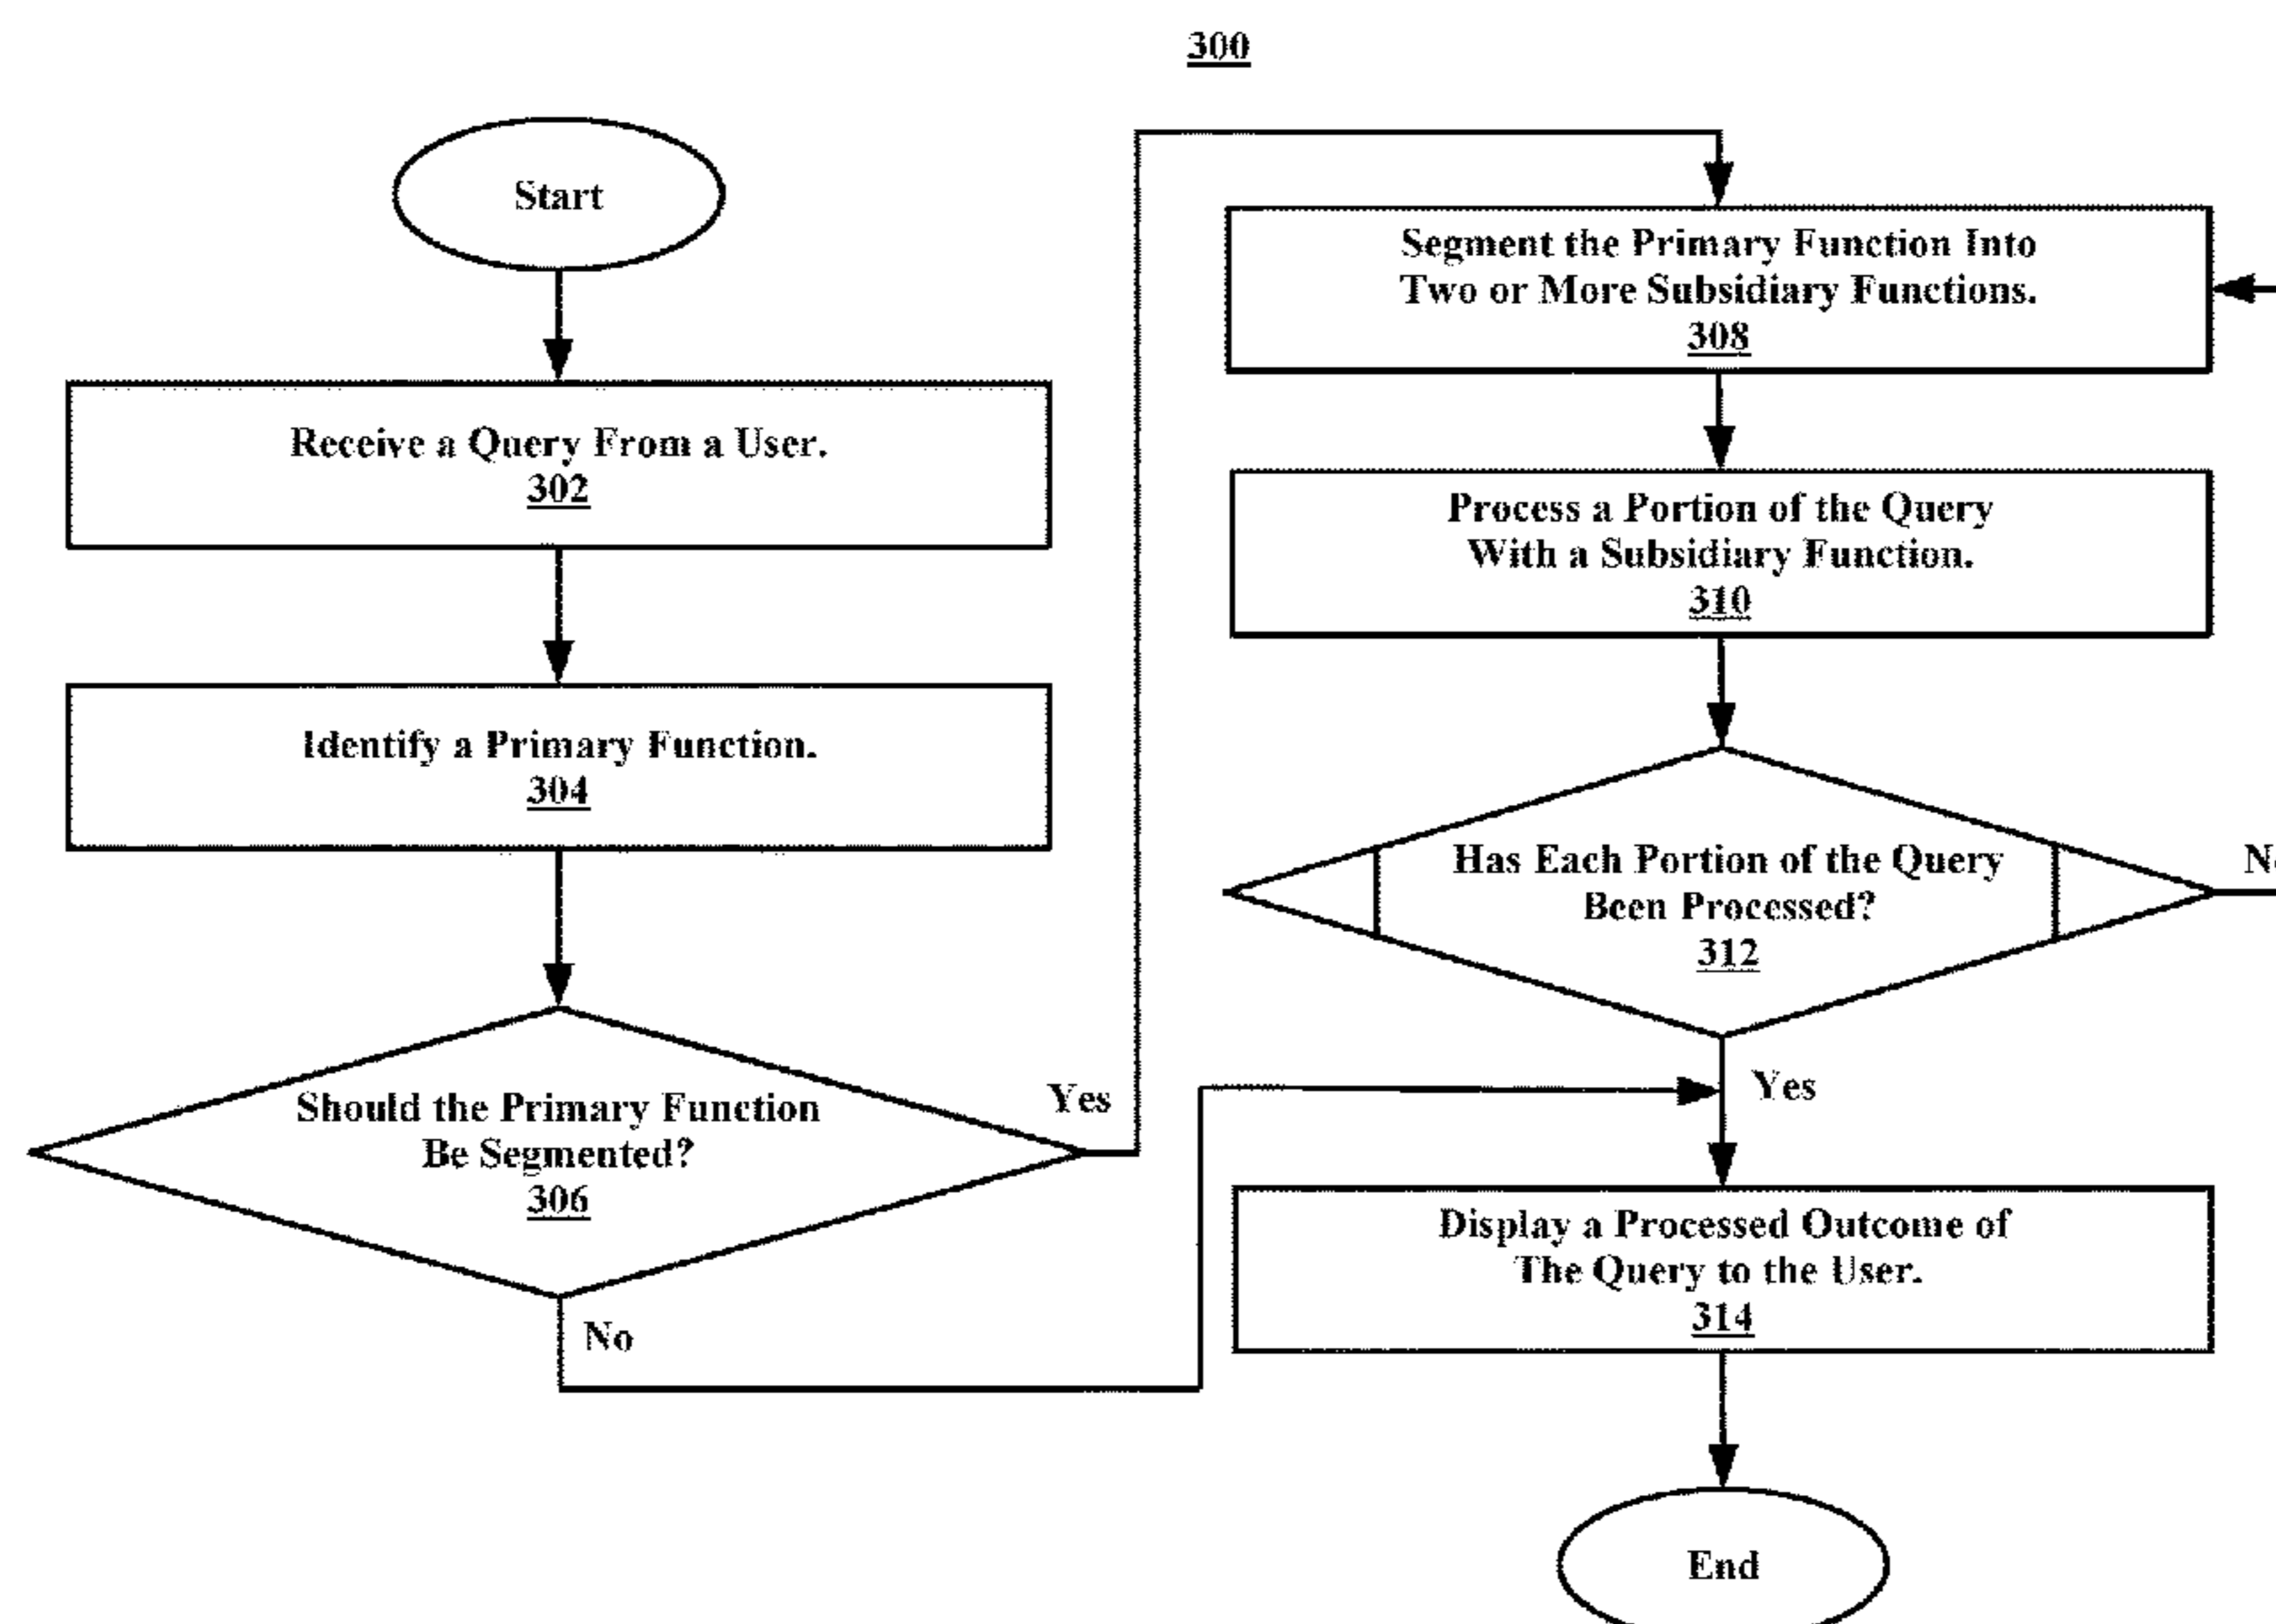 300
Start
Receive a Query From a User.
302
Identify a Primary Function.
304
Should the Primary Function
Be Segmented?
306
Yes
No
Segment the Primary Function Into
Two or More Subsidiary Functions.
308
Process a Portion of the Query
With a Subsidiary Function.
310
Has Each Portion of the Query
Been Processed?
312
Yes
Display a Processed Outcome of
The Query to the User.
314
End